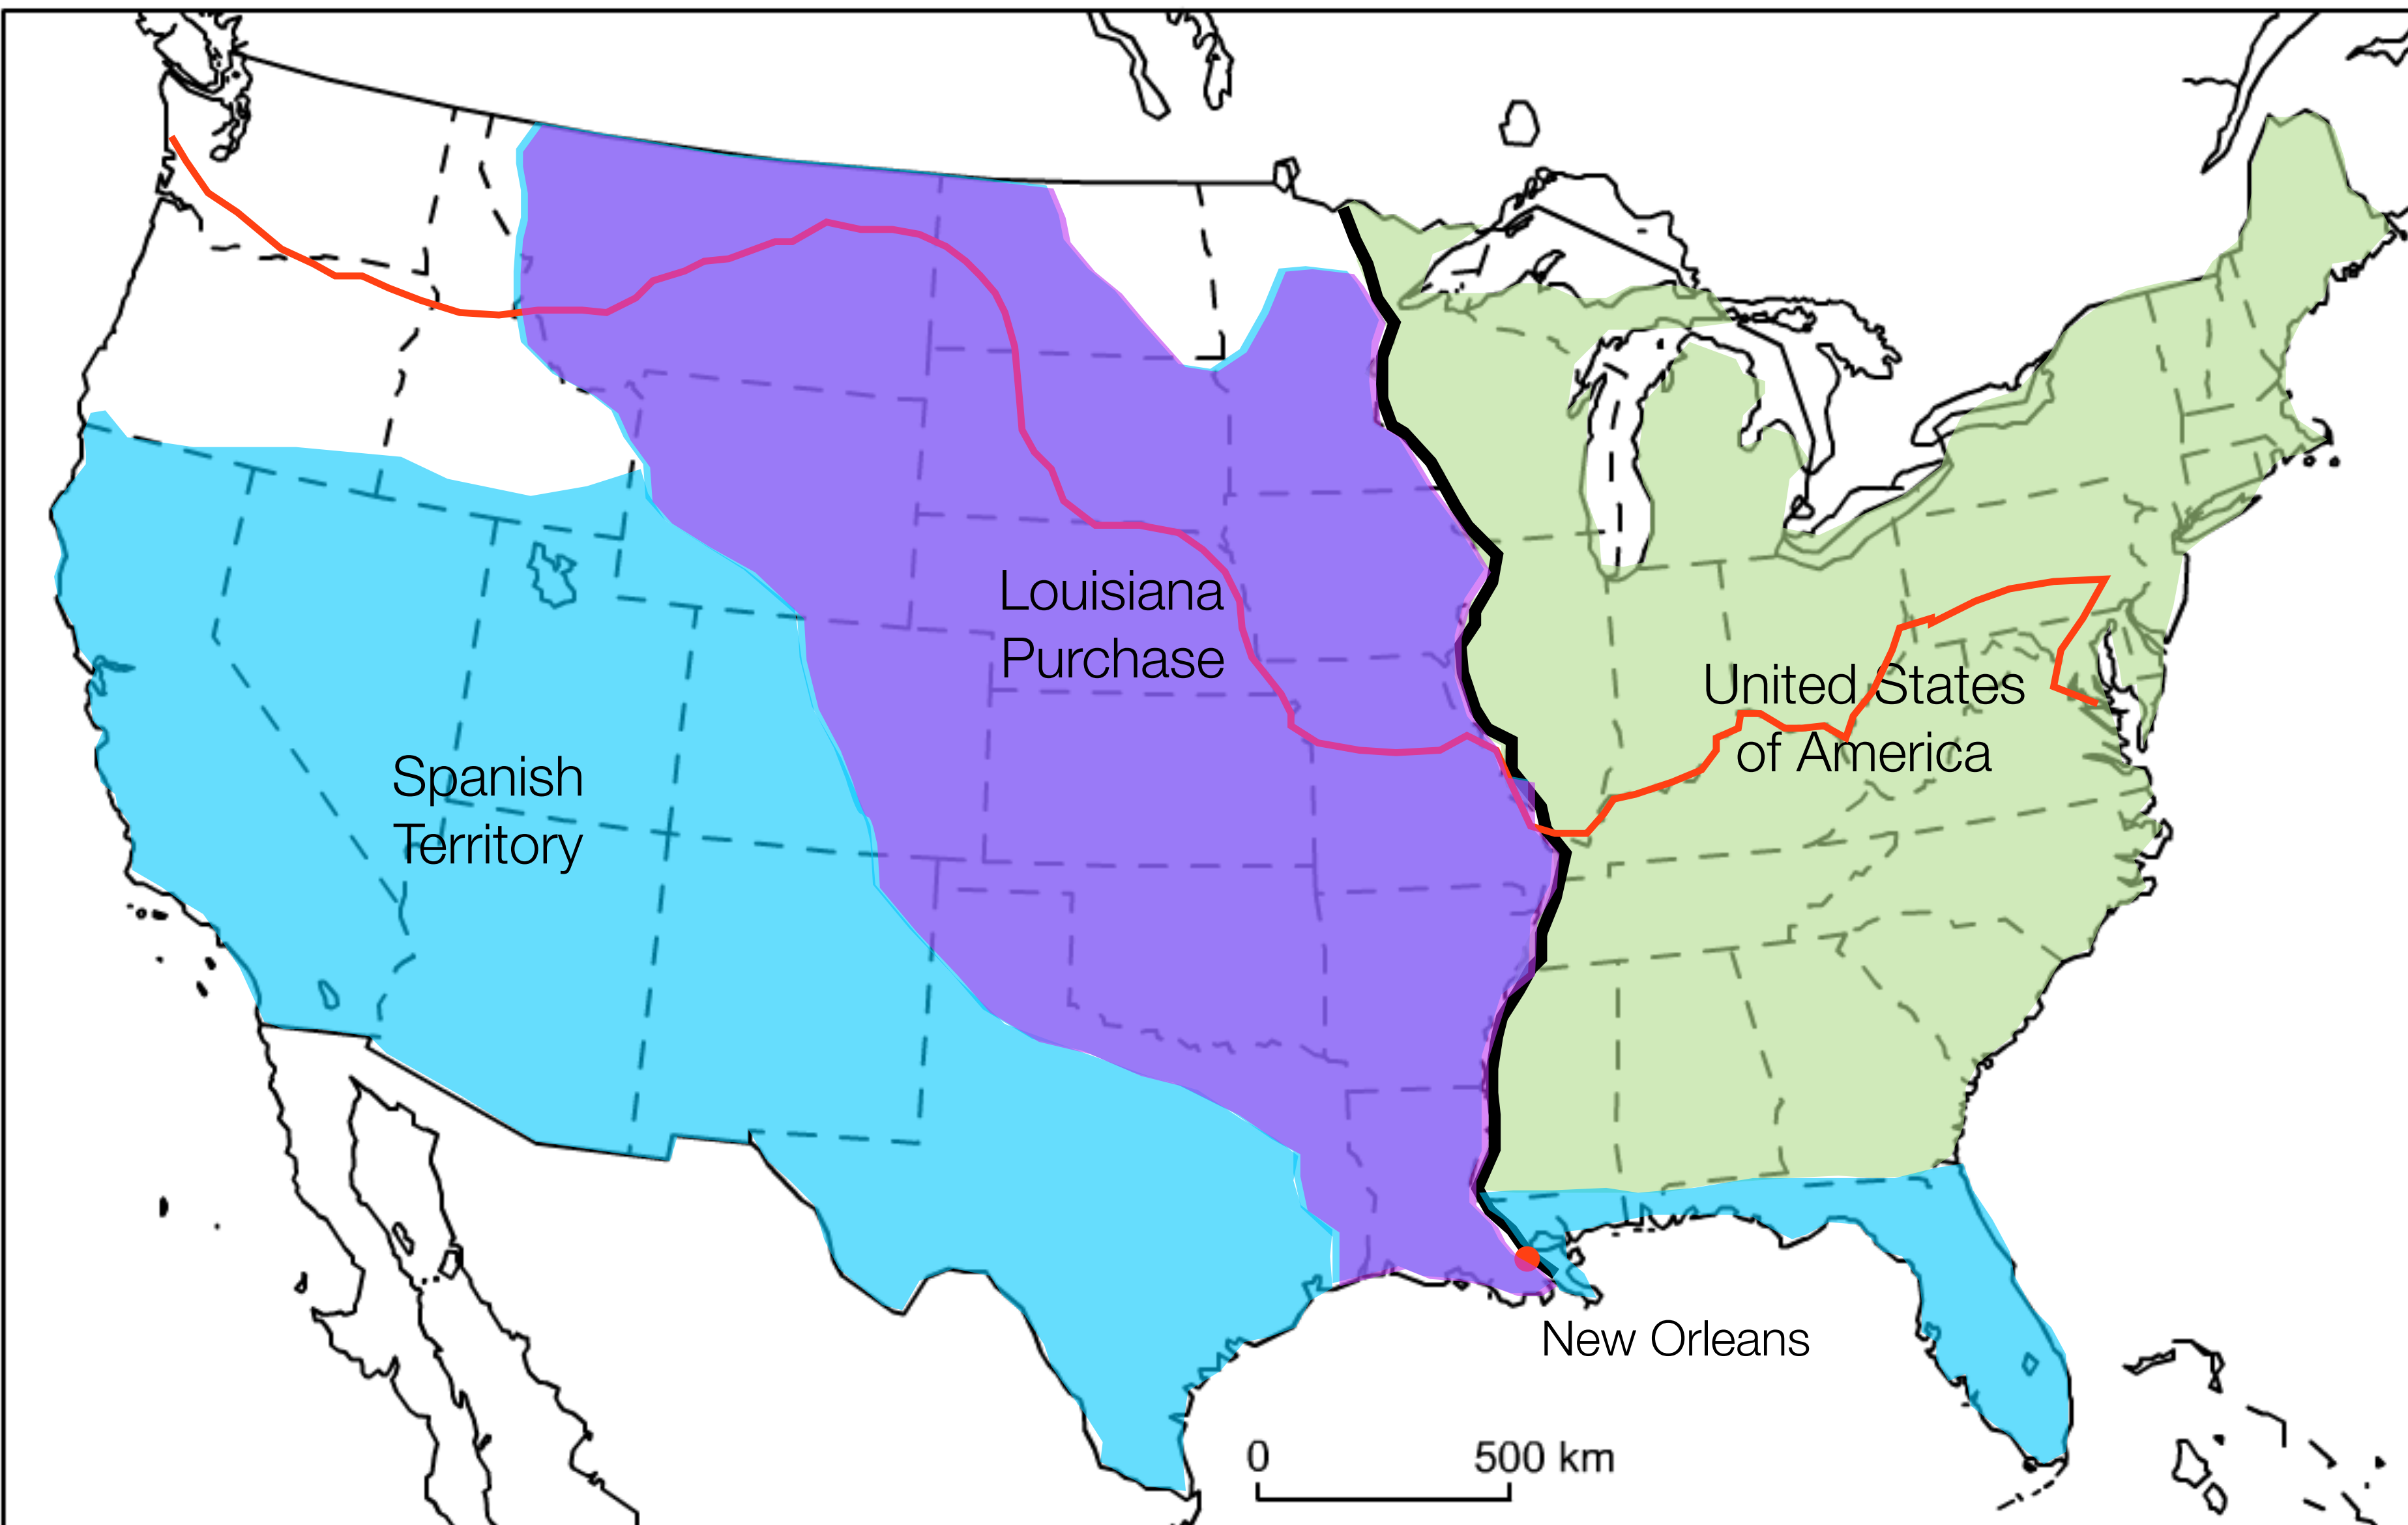 Louisiana
Purchase
United States
of America
Spanish
Territory
New Orleans
0 500 km